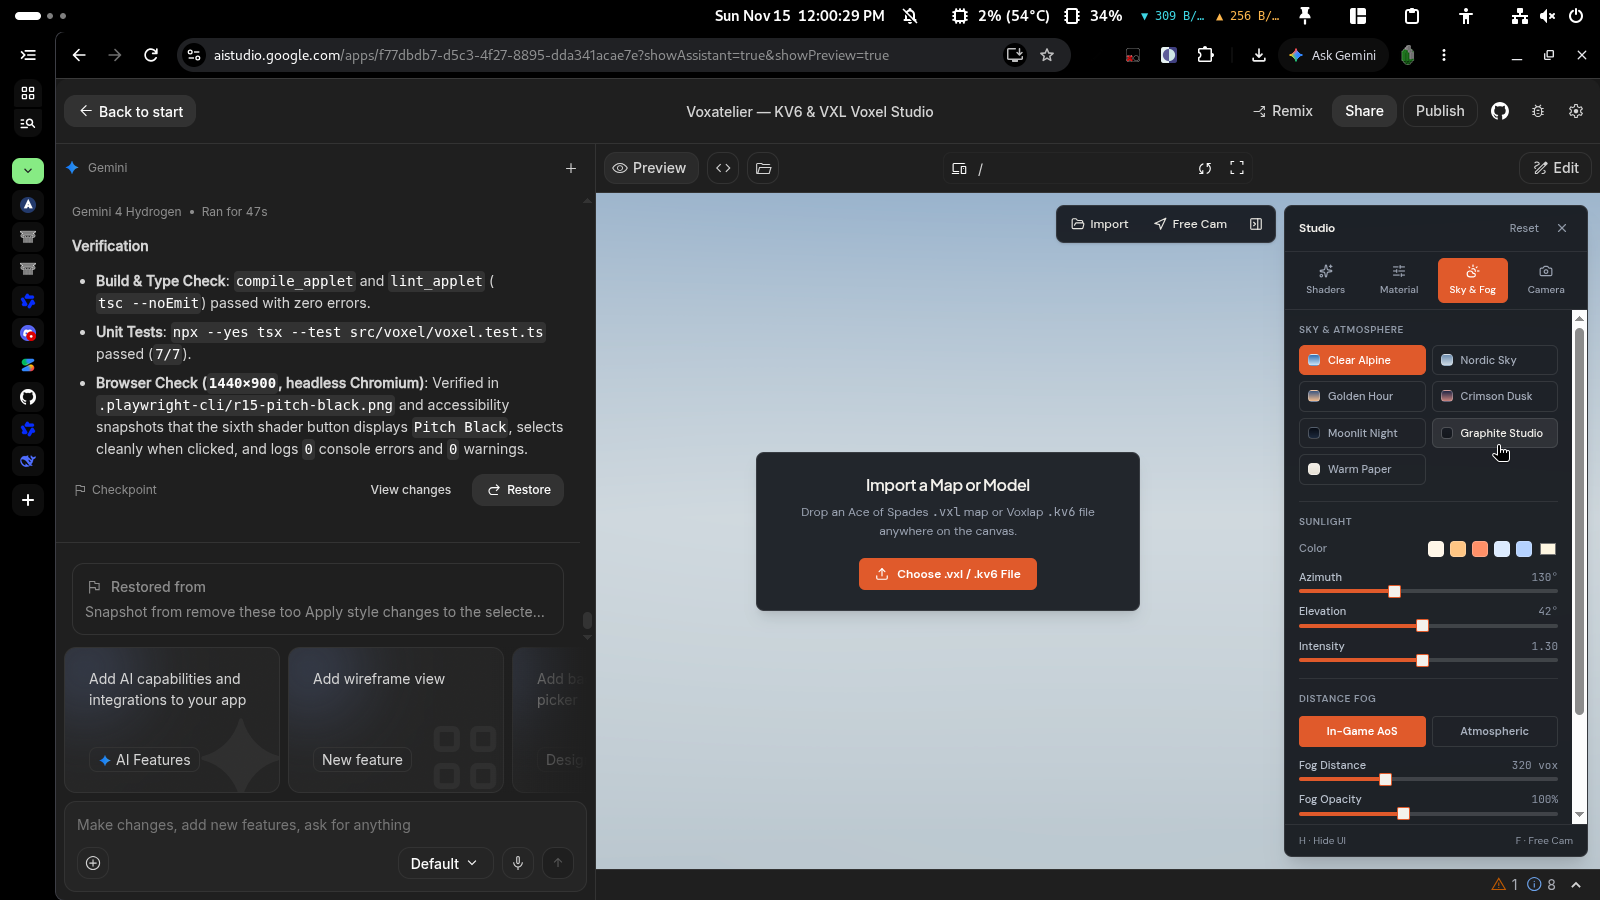 Sun Nov 15 12:00:29 PM
2% (54°C)
34%
▼ 309 B/...
▲ 256 B/...
aistudio.google.com/apps/f77dbdb7-d5c3-4f27-8895-dda341acae7e?showAssistant=true&showPreview=true
Ask Gemini
Back to start
Voxatelier — KV6 & VXL Voxel Studio
Remix
Share
Publish
Gemini
Preview
/
Edit
Gemini 4 Hydrogen • Ran for 47s
Verification
• Build & Type Check: compile_applet and lint_applet (
tsc --noEmit) passed with zero errors.
• Unit Tests: npx --yes tsx --test src/voxel/voxel.test.ts
passed (7/7).
• Browser Check (1440×900, headless Chromium): Verified in
.playwright-cli/r15-pitch-black.png and accessibility
snapshots that the sixth shader button displays Pitch Black, selects
cleanly when clicked, and logs 0 console errors and 0 warnings.
Checkpoint
View changes
Restore
Restored from
Snapshot from remove these too Apply style changes to the selecte...
Add AI capabilities and
integrations to your app
AI Features
Add wireframe view
New feature
Add ba
picker
Desig
Make changes, add new features, ask for anything
Default
Import
Free Cam
Import a Map or Model
Drop an Ace of Spades .vxl map or Voxlap .kv6 file
anywhere on the canvas.
Choose .vxl / .kv6 File
Studio
Reset
Shaders
Material
Sky & Fog
Camera
SKY & ATMOSPHERE
Clear Alpine
Nordic Sky
Golden Hour
Crimson Dusk
Moonlit Night
Graphite Studio
Warm Paper
SUNLIGHT
Color
Azimuth
130°
Elevation
42°
Intensity
1.30
DISTANCE FOG
In-Game AoS
Atmospheric
Fog Distance
320 vox
Fog Opacity
100%
H · Hide UI
F · Free Cam
1
8